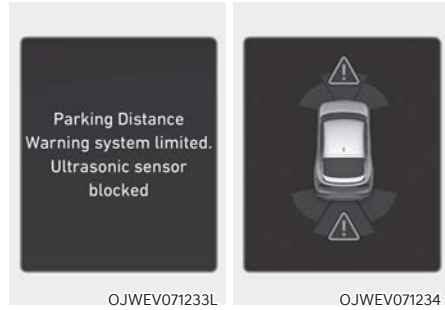 Parking Distance
Warning system limited.
Ultrasonic sensor
blocked
OJWEV071233L
OJWEV071234